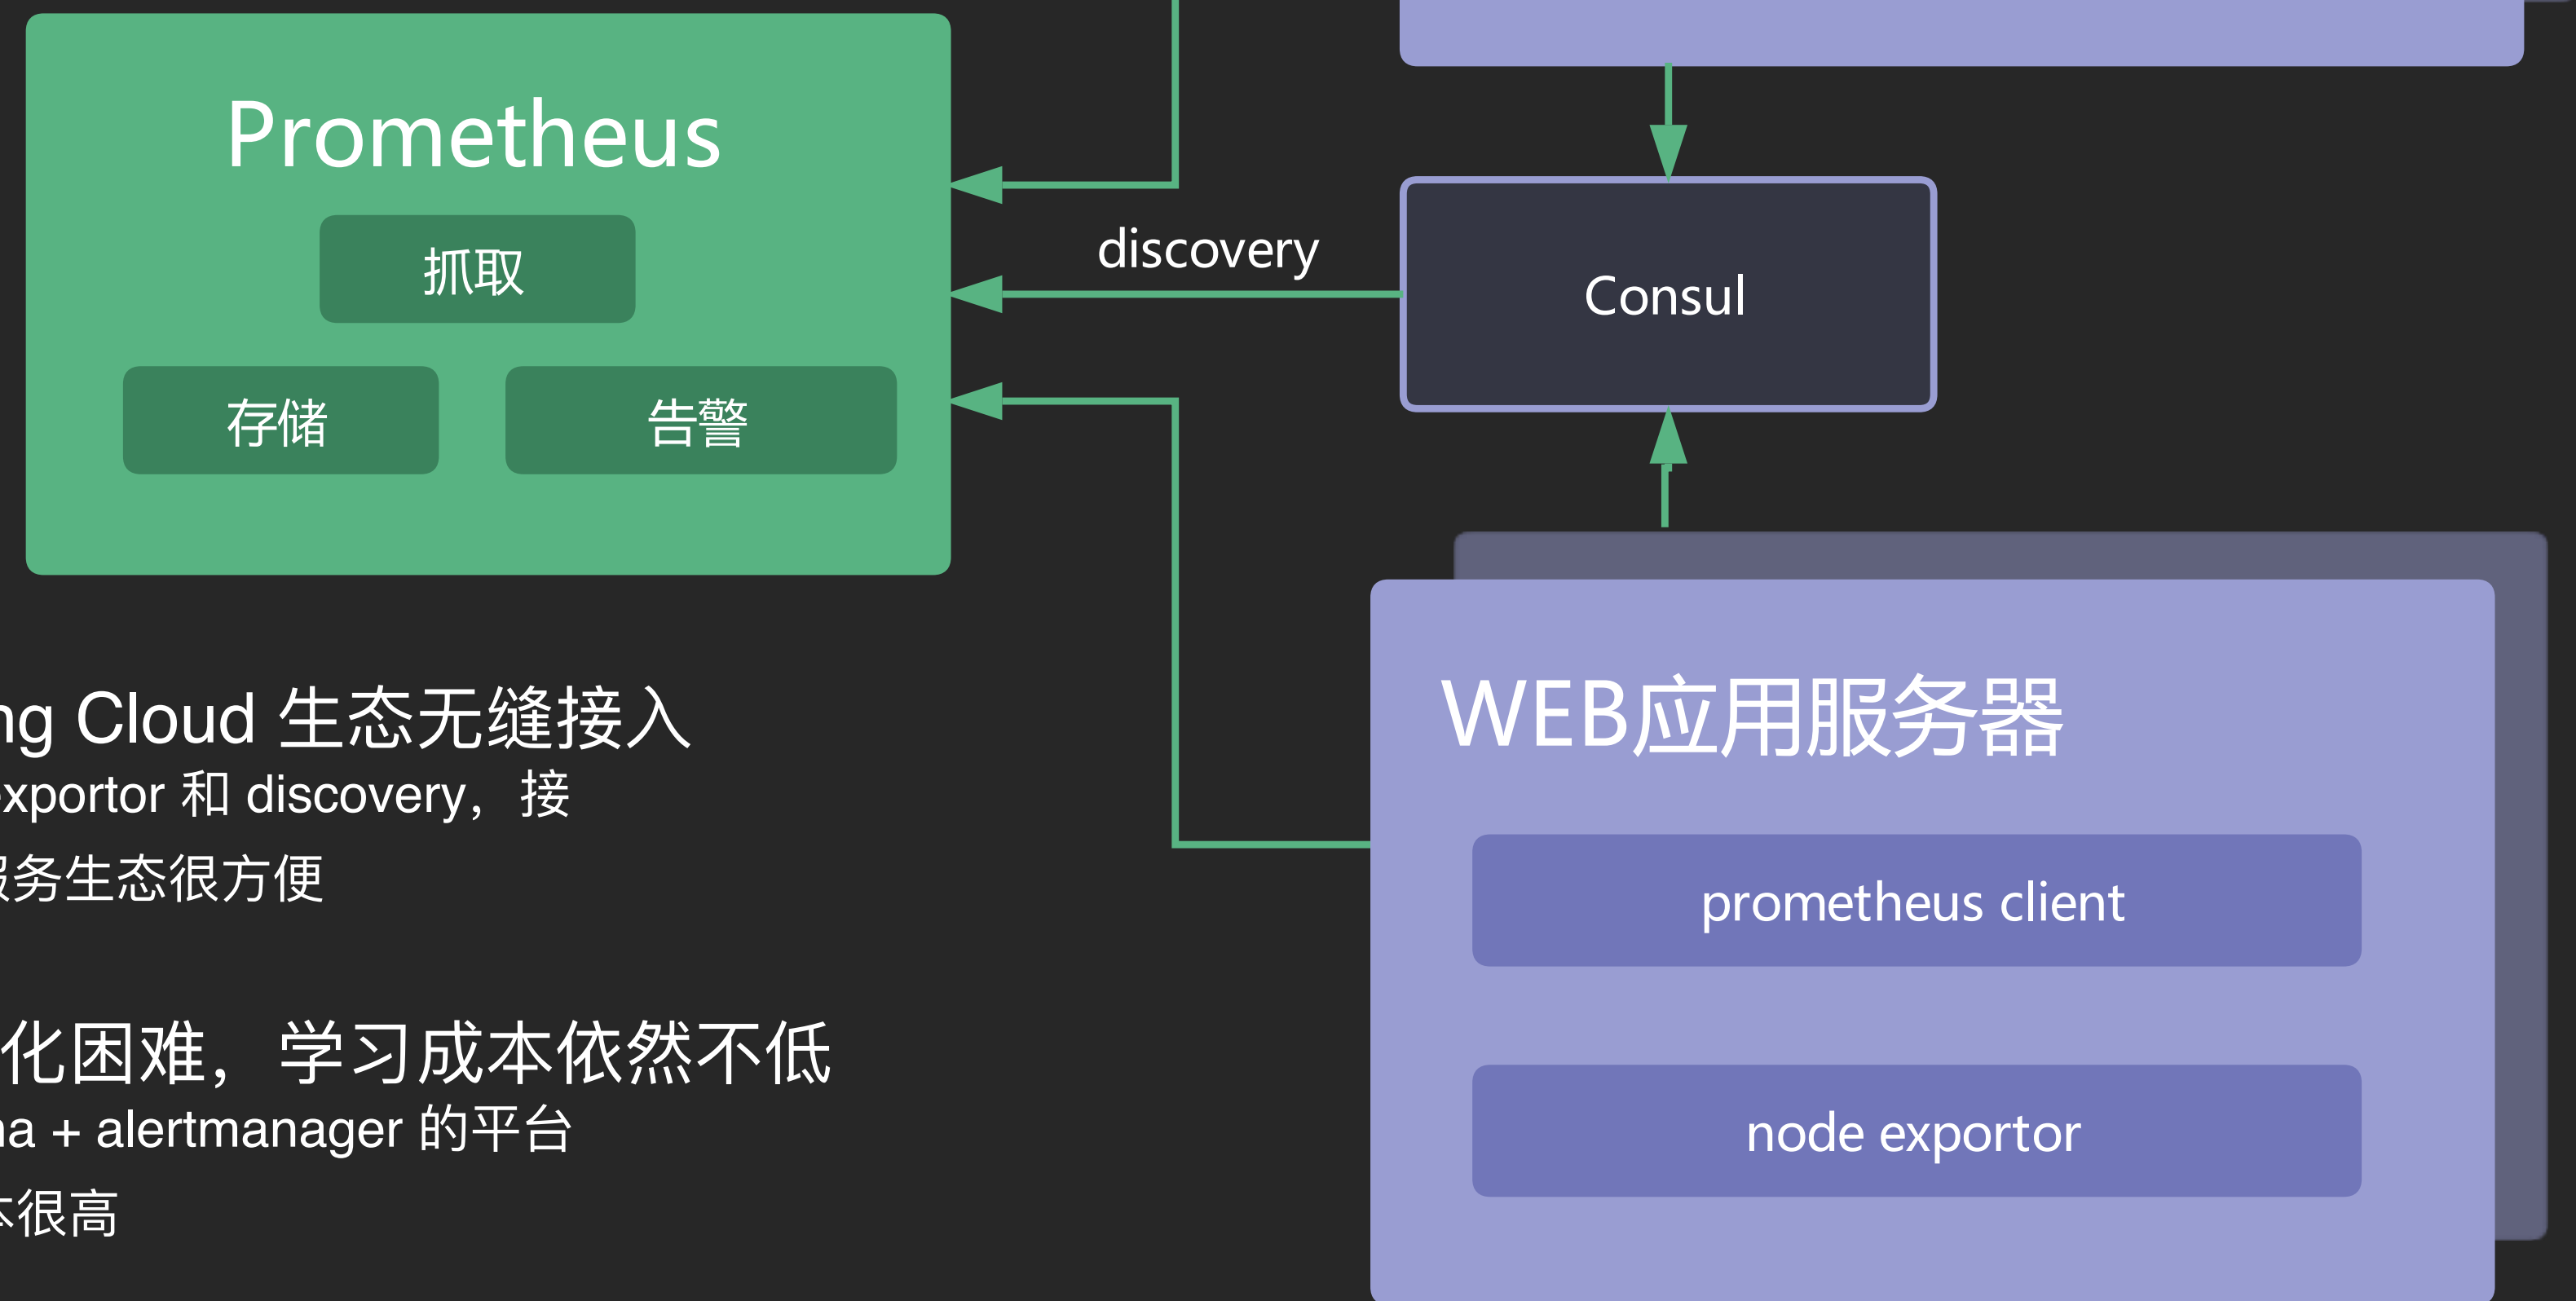 Prometheus
抓取
存储
告警
discovery
Consul
WEB应用服务器
prometheus client
node exportor
ng Cloud 生态无缝接入
xportor 和 discovery，接
务生态很方便
化困难，学习成本依然不低
na + alertmanager 的平台
很高